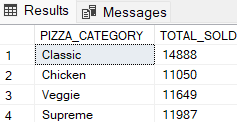 Results Messages
PIZZA_CATEGORY TOTAL_SOLD
1 Classic 14888
2 Chicken 11050
3 Veggie 11649
4 Supreme 11987